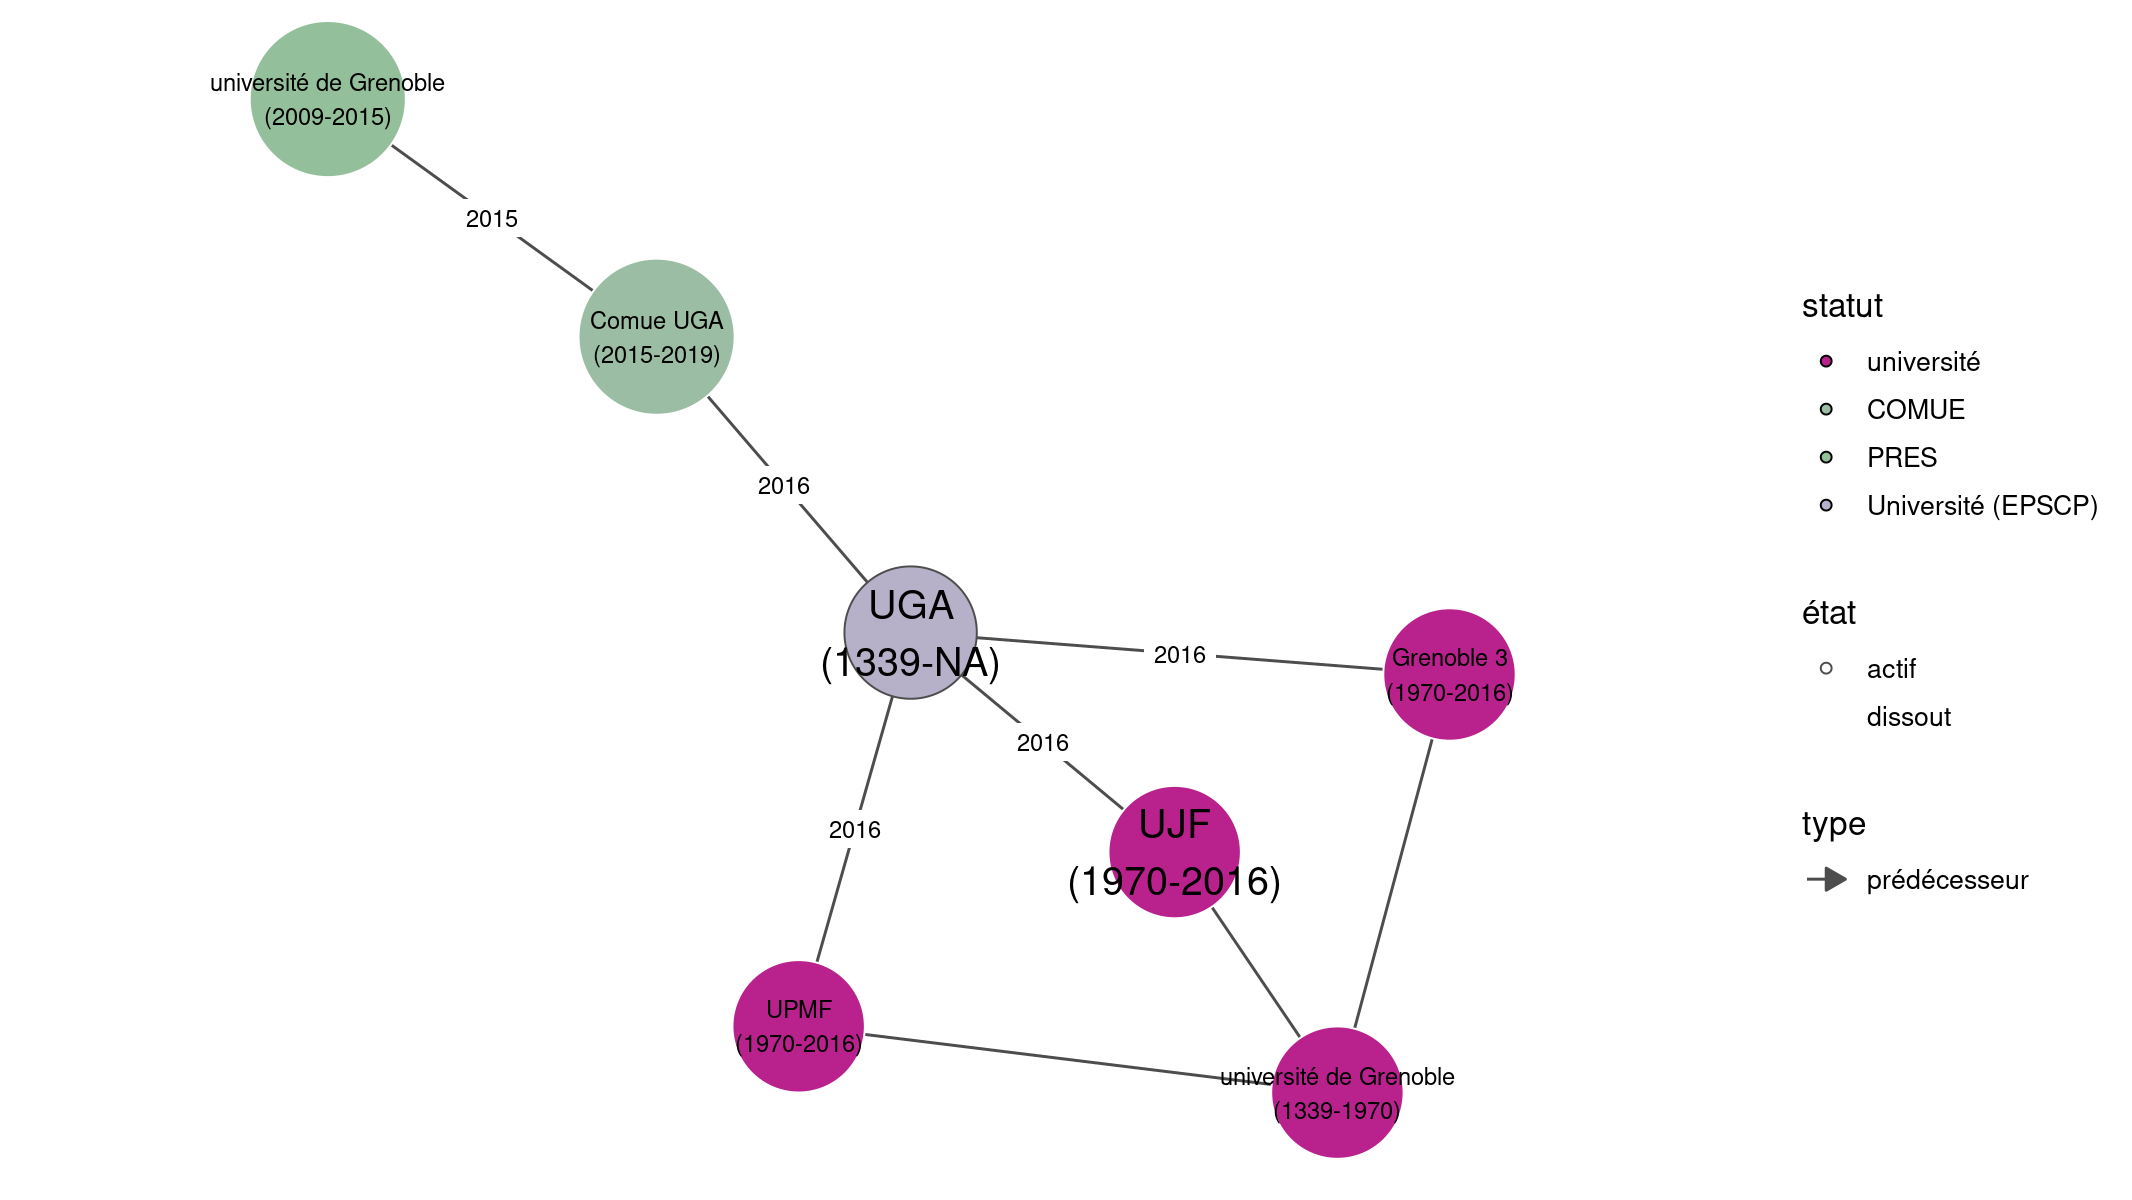 université de Grenoble
(2009-2015)
2015
Comue UGA
(2015-2019)
2016
UGA
(1339-NA)
2016
Grenoble 3
(1970-2016)
2016
UJF
(1970-2016)
2016
UPMF
(1970-2016)
université de Grenoble
(1339-1970)
statut
université
COMUE
PRES
Université (EPSCP)
état
actif
dissout
type
prédécesseur